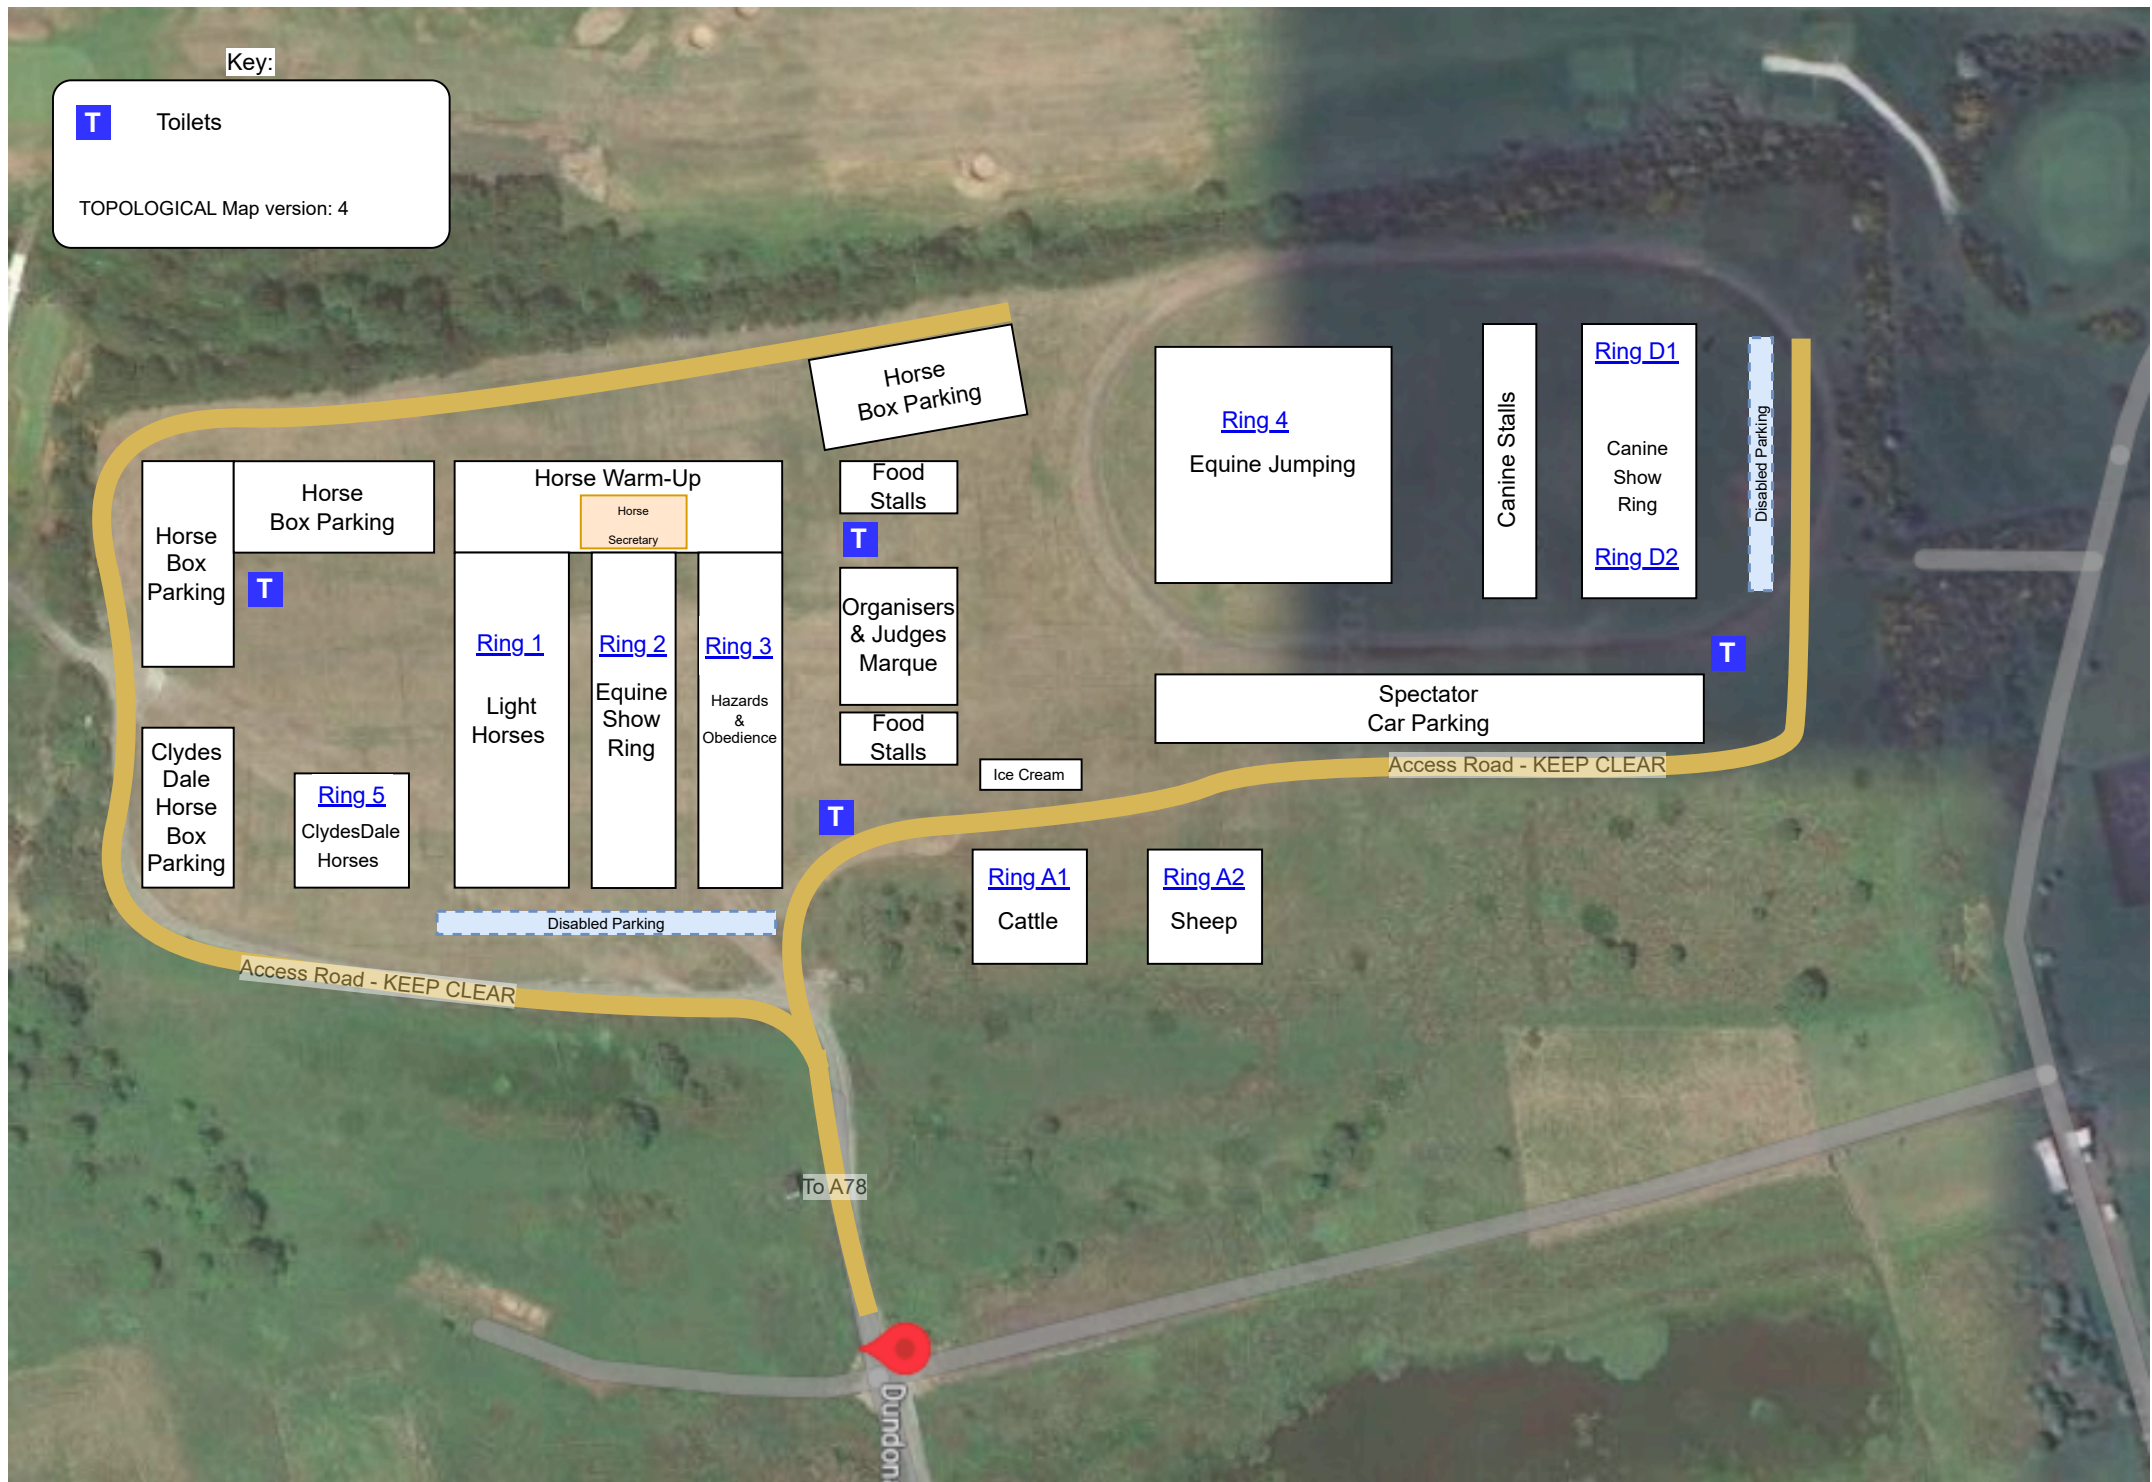 Key:
T Toilets
TOPOLOGICAL Map version: 4
Horse
Box Parking
Horse
Box Parking
Horse
Box
Parking
T
Horse Warm-Up
Horse
Secretary
Food
Stalls
T
Organisers
& Judges
Marque
Food
Stalls
Ring 1
Light
Horses
Ring 2
Equine
Show
Ring
Ring 3
Hazards
&
Obedience
Clydes
Dale
Horse
Box
Parking
Ring 5
ClydesDale
Horses
Disabled Parking
Access Road - KEEP CLEAR
T
Ice Cream
Ring 4
Equine Jumping
Canine Stalls
Ring D1
Canine
Show
Ring
Ring D2
Disabled Parking
T
Spectator
Car Parking
Access Road - KEEP CLEAR
Ring A1
Cattle
Ring A2
Sheep
To A78
Dundon